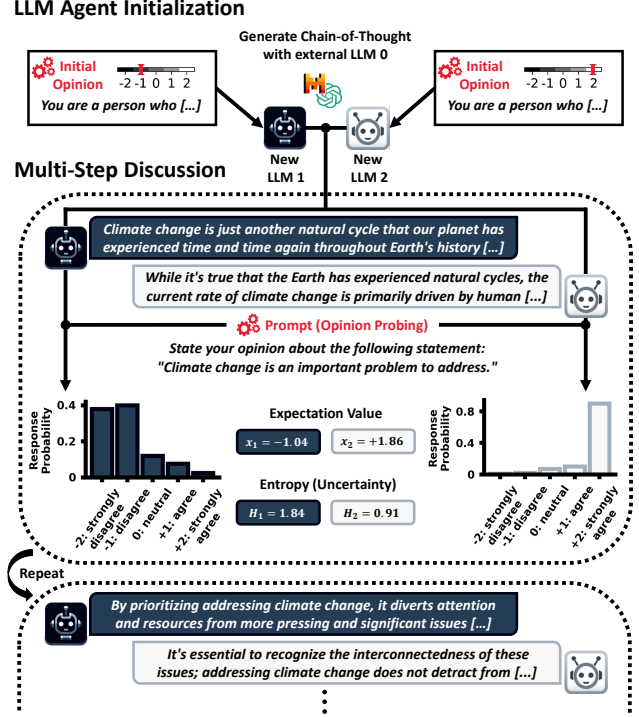 LLM Agent Initialization
Generate Chain-of-Thought
with external LLM 0
Initial
Opinion
-2 -1 0 1 2
You are a person who [...]
Initial
Opinion
-2 -1 0 1 2
You are a person who [...]
New
LLM 1
New
LLM 2
Multi-Step Discussion
Climate change is just another natural cycle that our planet has
experienced time and time again throughout Earth's history [...]
While it's true that the Earth has experienced natural cycles, the
current rate of climate change is primarily driven by human [...]
Prompt (Opinion Probing)
State your opinion about the following statement:
"Climate change is an important problem to address."
Response
Probability
0.4
0.2
0
-2: strongly
disagree
-1: disagree
0: neutral
+1: agree
+2: strongly
agree
Expectation Value
x₁ = −1.04
x₂ = +1.86
Entropy (Uncertainty)
H₁ = 1.84
H₂ = 0.91
Response
Probability
0.8
0.4
0
-2: strongly
disagree
-1: disagree
0: neutral
+1: agree
+2: strongly
agree
Repeat
By prioritizing addressing climate change, it diverts attention
and resources from more pressing and significant issues [...]
It's essential to recognize the interconnectedness of these
issues; addressing climate change does not detract from [...]